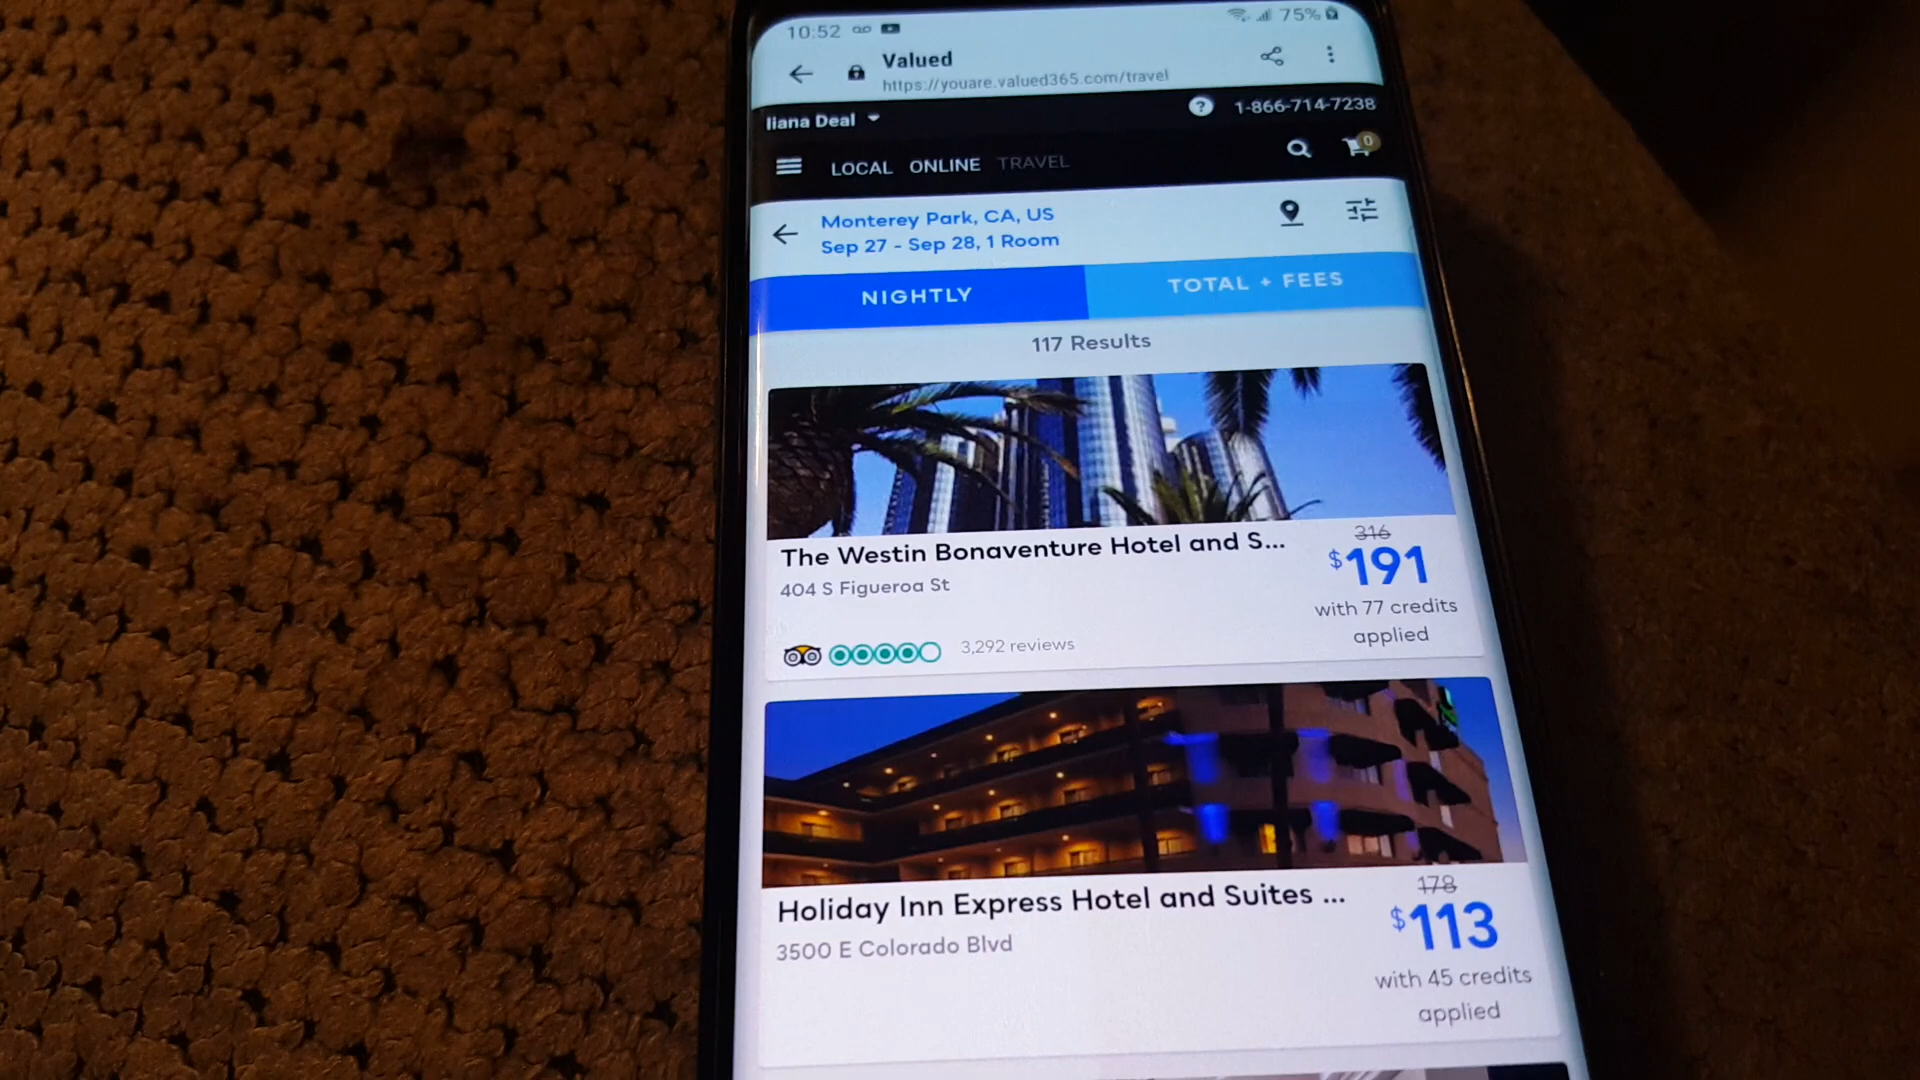 10:52
75%
Valued
https://youare.valued365.com/travel
liana Deal
? 1-866-714-7238
LOCAL ONLINE TRAVEL
0
Monterey Park, CA, US
Sep 27 - Sep 28, 1 Room
NIGHTLY
TOTAL + FEES
117 Results
The Westin Bonaventure Hotel and S...
316
$191
404 S Figueroa St
with 77 credits
applied
3,292 reviews
Holiday Inn Express Hotel and Suites ...
178
$113
3500 E Colorado Blvd
with 45 credits
applied